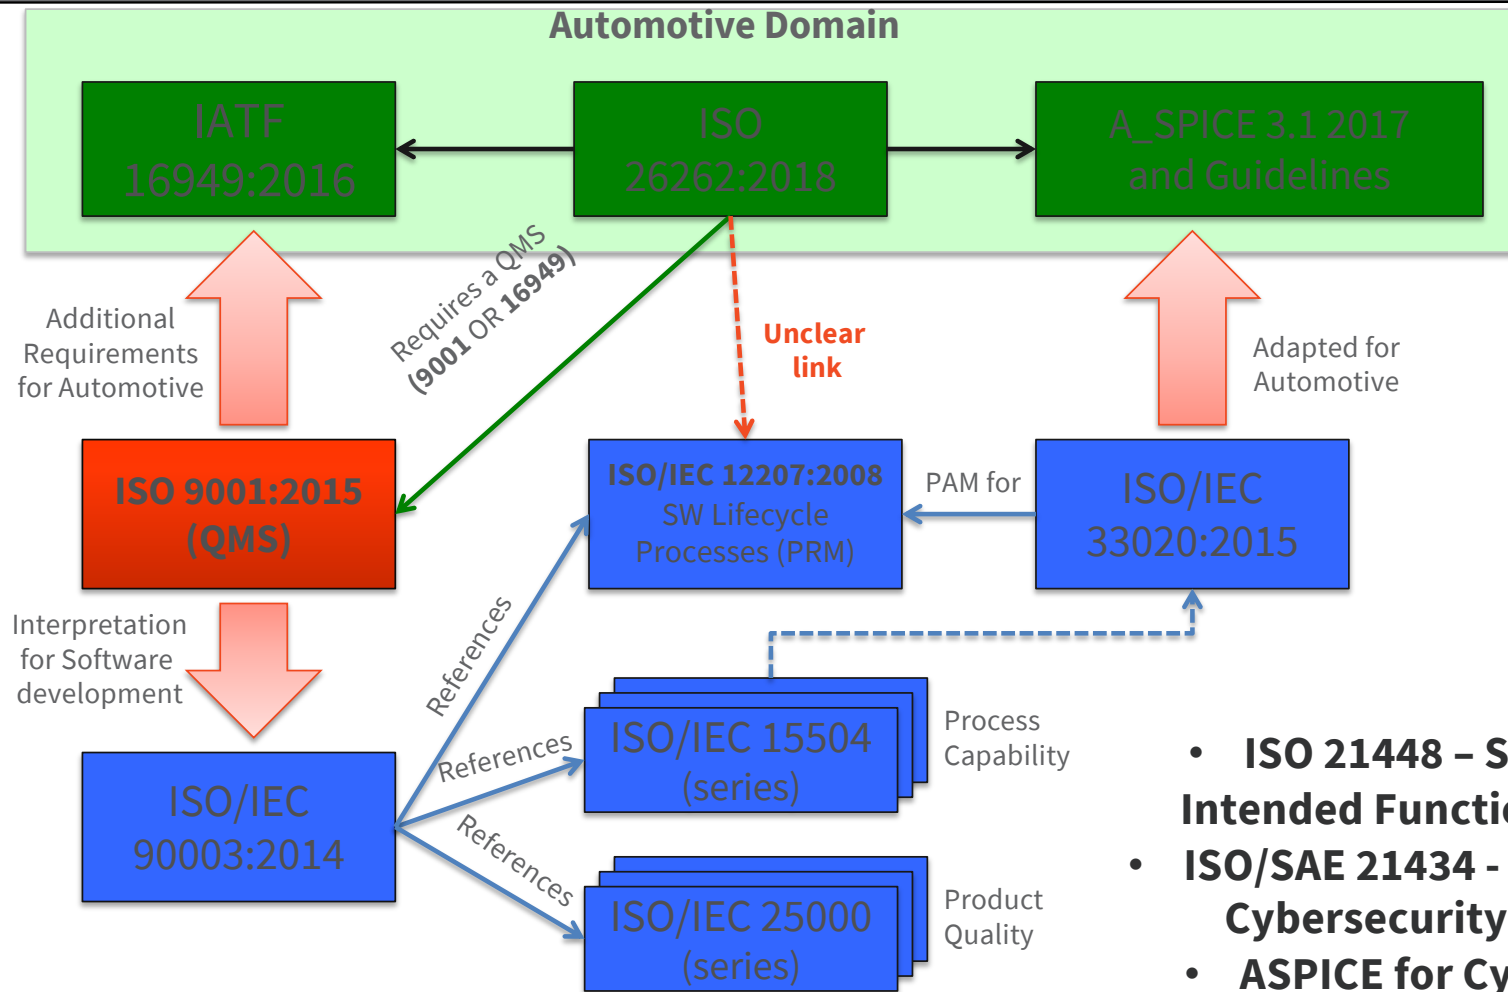 Automotive Domain
IATF
16949:2016
ISO
26262:2018
A_SPICE 3.1 2017
and Guidelines
Additional
Requirements
for Automotive
Requires a QMS
(9001 OR 16949)
Unclear
link
Adapted for
Automotive
ISO 9001:2015
(QMS)
ISO/IEC 12207:2008
SW Lifecycle
Processes (PRM)
PAM for
ISO/IEC
33020:2015
Interpretation
for Software
development
References
References
References
ISO/IEC
90003:2014
ISO/IEC 15504
(series)
Process
Capability
ISO/IEC 25000
(series)
Product
Quality
• ISO 21448 – S
Intended Functio
• ISO/SAE 21434 -
Cybersecurity
• ASPICE for Cy